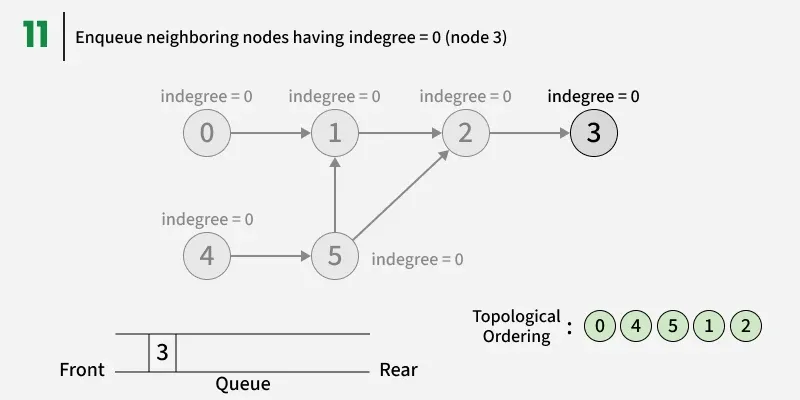 11
Enqueue neighboring nodes having indegree = 0 (node 3)
indegree = 0 indegree = 0 indegree = 0 indegree = 0
0 1 2 3
indegree = 0
4 5 indegree = 0
Topological
Ordering : 0 4 5 1 2
3
Front Rear
Queue